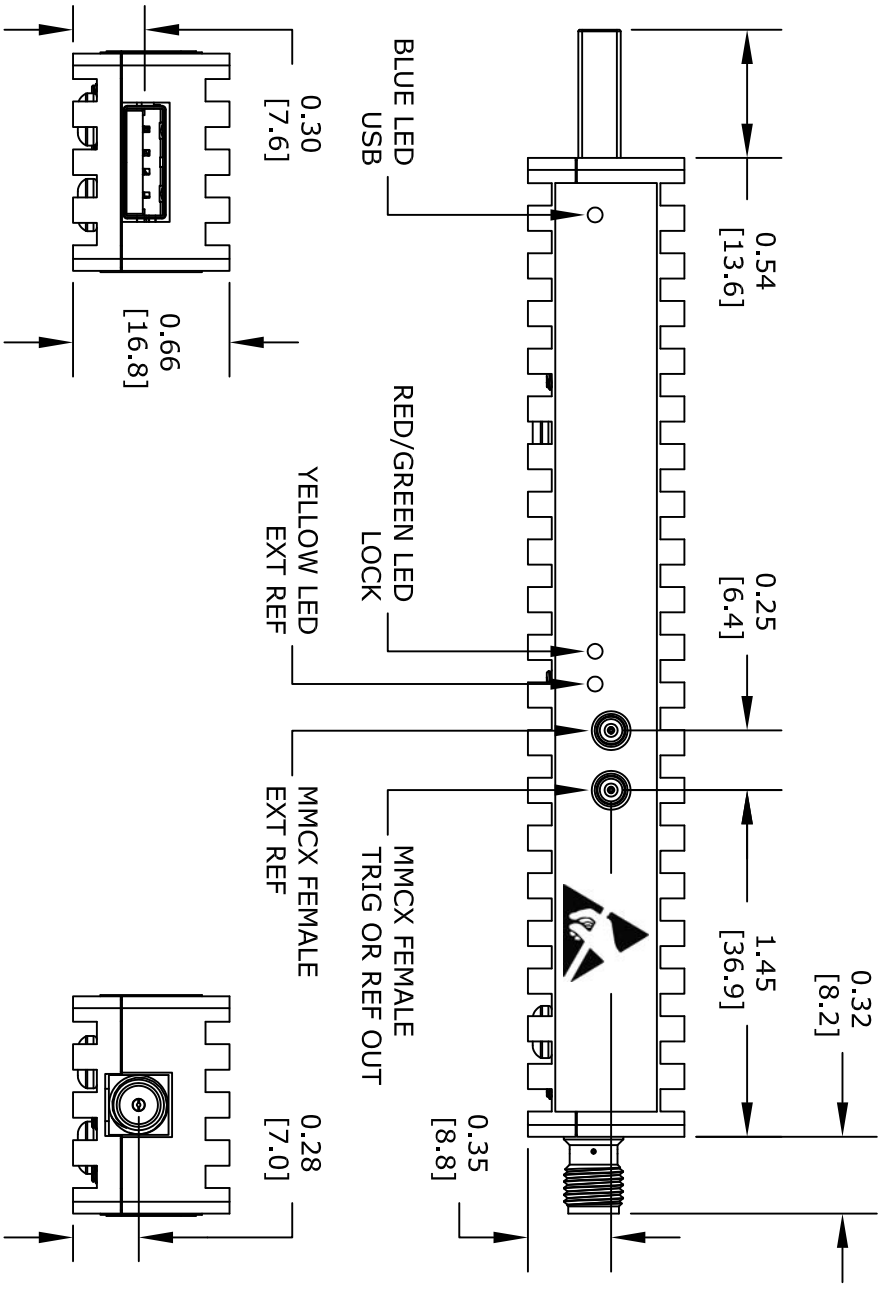 0.32
[8.2]
0.54
[13.6]
0.25
[6.4]
1.45
[36.9]
0.35
[8.8]
BLUE LED
USB
RED/GREEN LED
LOCK
YELLOW LED
EXT REF
MMCX FEMALE
EXT REF
MMCX FEMALE
TRIG OR REF OUT
0.30
[7.6]
0.66
[16.8]
0.28
[7.0]